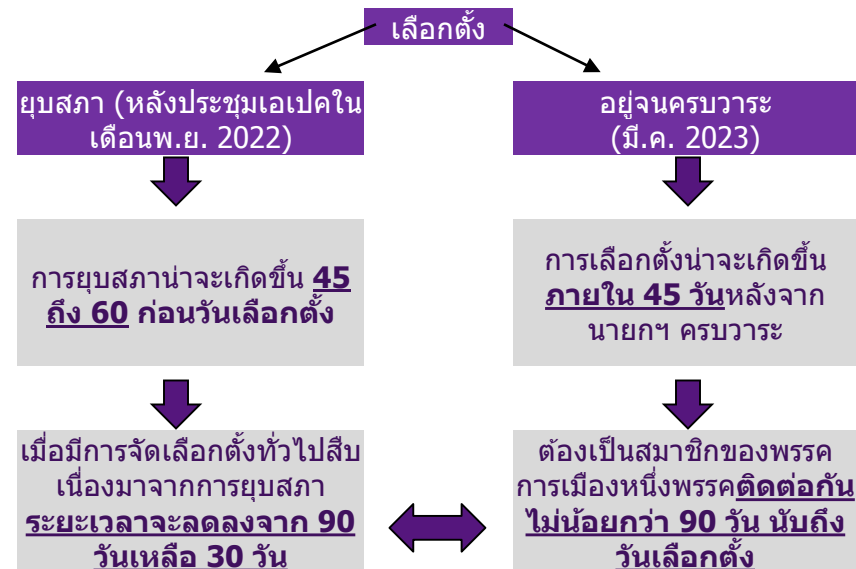 เลือกตั้ง
ยุบสภา (หลังประชุมเอเปคใน
เดือนพ.ย. 2022)
อยู่จนครบวาระ
(มี.ค. 2023)
การยุบสภาน่าจะเกิดขึ้น 45
ถึง 60 ก่อนวันเลือกตั้ง
การเลือกตั้งน่าจะเกิดขึ้น
ภายใน 45 วันหลังจาก
นายกฯ ครบวาระ
เมื่อมีการจัดเลือกตั้งทั่วไปสืบ
เนื่องมาจากการยุบสภา
ระยะเวลาจะลดลงจาก 90
วันเหลือ 30 วัน
ต้องเป็นสมาชิกของพรรค
การเมืองหนึ่งพรรคติดต่อกัน
ไม่น้อยกว่า 90 วัน นับถึง
วันเลือกตั้ง